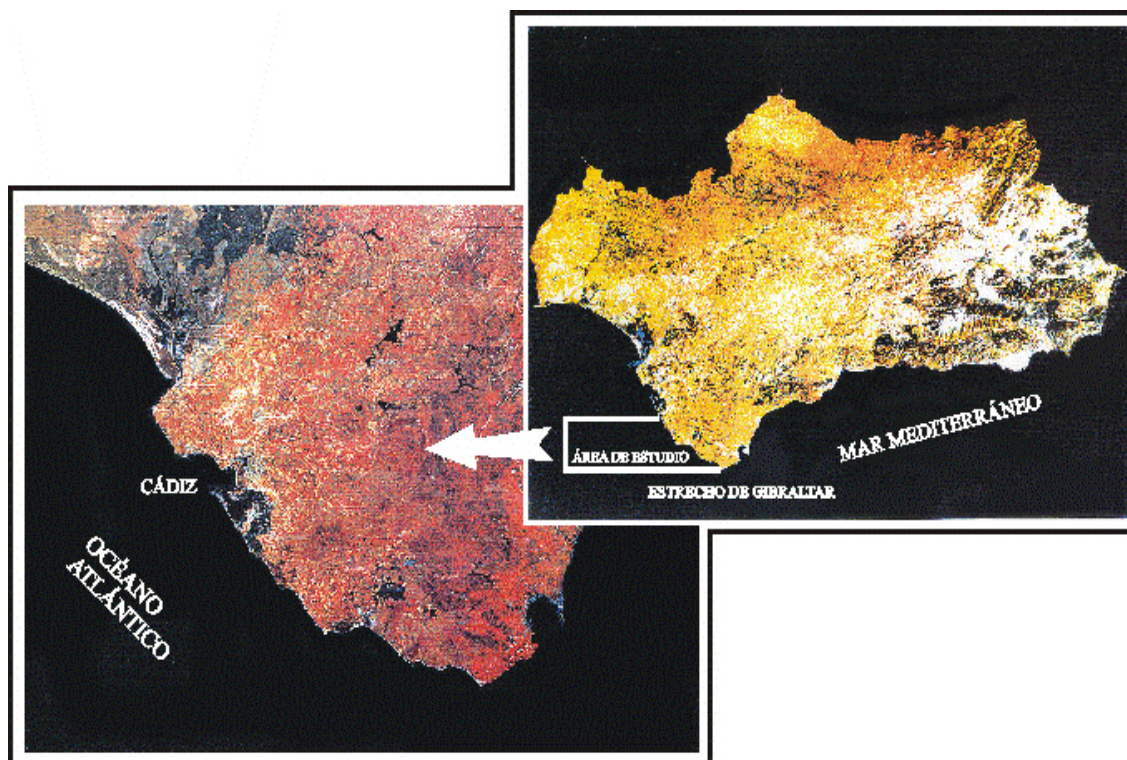 CÁDIZ
OCÉANO
ATLÁNTICO
ÁREA DE ESTUDIO
ESTRECHO DE GIBRALTAR
MAR MEDITERRÁNEO